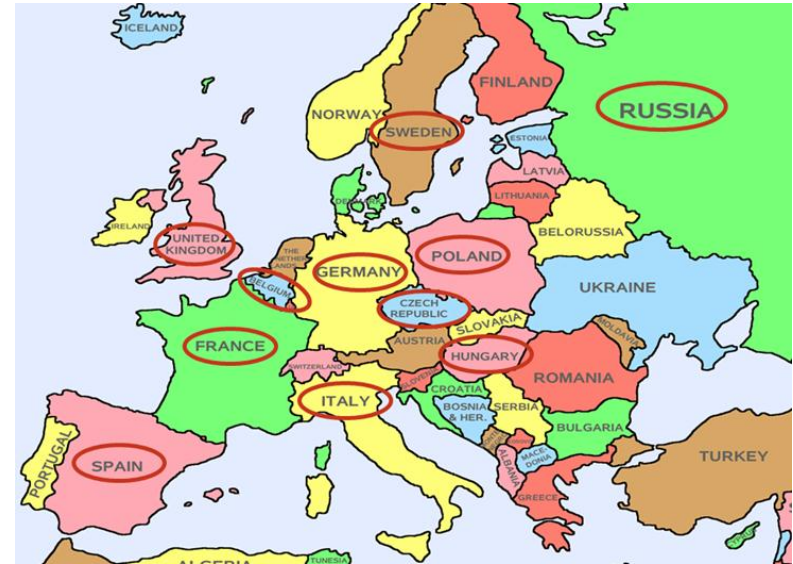 ICELAND
FINLAND
NORWAY
SWEDEN
RUSSIA
ESTONIA
LATVIA
LITHUANIA
DENMARK
IRELAND
UNITED
KINGDOM
THE
NETHER
LANDS
BELGIUM
GERMANY
POLAND
BELORUSSIA
UKRAINE
CZECH
REPUBLIC
SLOVAKIA
MOLDAVIA
FRANCE
AUSTRIA
HUNGARY
SWITZERLAND
ROMANIA
CROATIA
ITALY
BOSNIA
& HER.
SERBIA
BULGARIA
PORTUGAL
SPAIN
MACE-
DONIA
ALBANIA
GREECE
TURKEY
CYPRUS
ALGERIA
TUNESIA